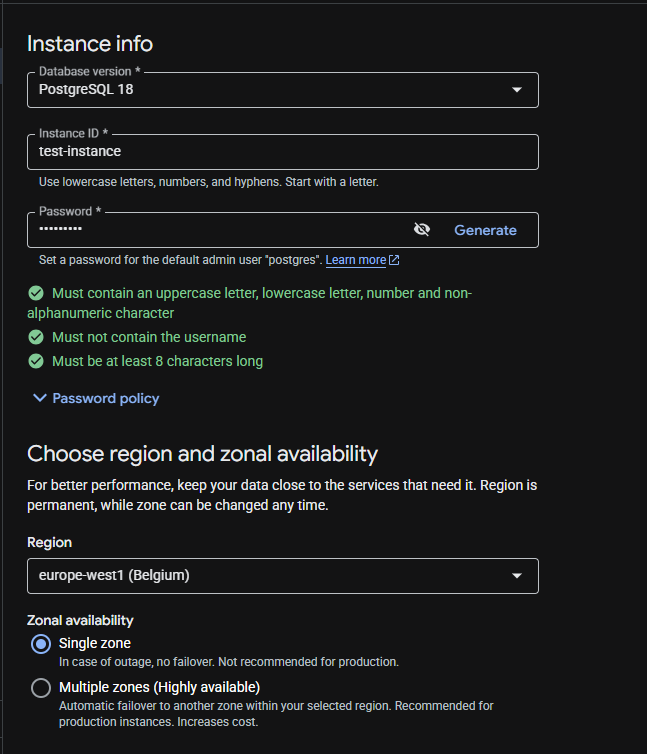 Instance info
Database version *
PostgreSQL 18
Instance ID *
test-instance
Use lowercase letters, numbers, and hyphens. Start with a letter.
Password *
•••••••••
Generate
Set a password for the default admin user "postgres". Learn more
Must contain an uppercase letter, lowercase letter, number and non-
alphanumeric character
Must not contain the username
Must be at least 8 characters long
Password policy
Choose region and zonal availability
For better performance, keep your data close to the services that need it. Region is
permanent, while zone can be changed any time.
Region
europe-west1 (Belgium)
Zonal availability
Single zone
In case of outage, no failover. Not recommended for production.
Multiple zones (Highly available)
Automatic failover to another zone within your selected region. Recommended for
production instances. Increases cost.